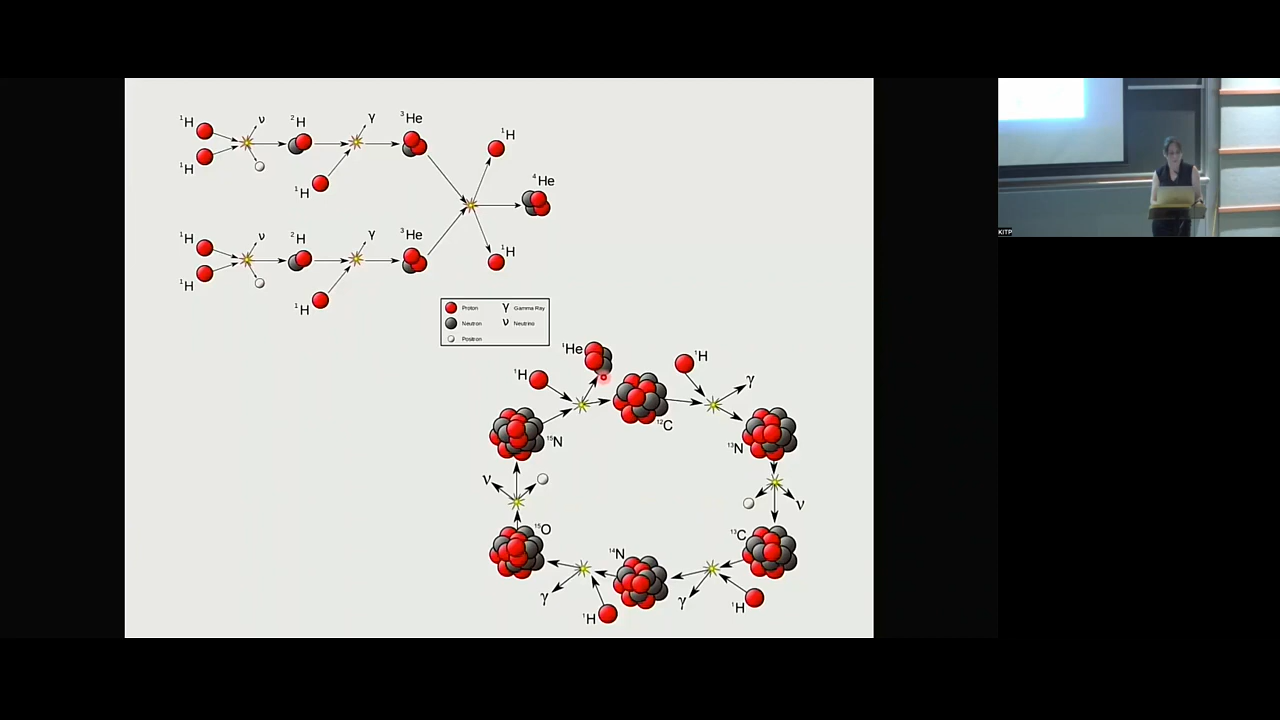 ¹H
ν
²H
γ
³He
¹H
¹H
¹H
⁴He
¹H
ν
²H
γ
³He
¹H
¹H
¹H
Proton
γ Gamma Ray
Neutron
ν Neutrino
Positron
¹He
¹H
¹H
γ
¹²C
¹⁵N
¹³N
ν
ν
¹⁵O
¹³C
¹⁴N
γ
γ
¹H
¹H
KITP